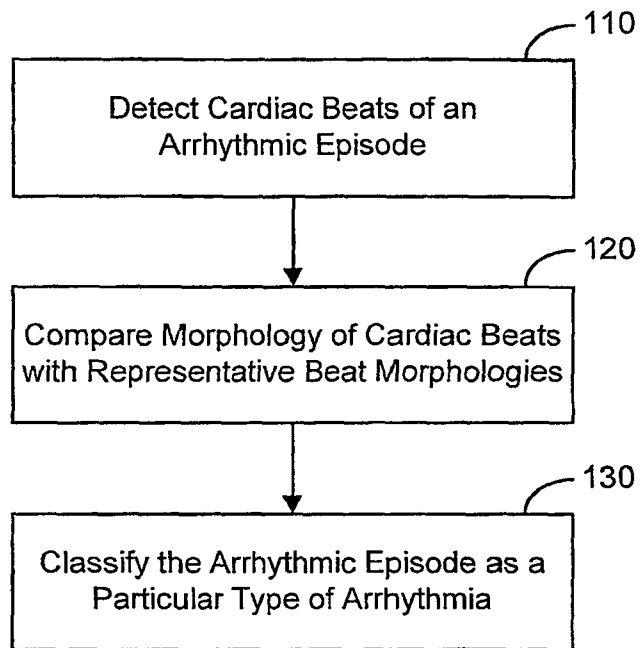 110
Detect Cardiac Beats of an
Arrhythmic Episode
120
Compare Morphology of Cardiac Beats
with Representative Beat Morphologies
130
Classify the Arrhythmic Episode as a
Particular Type of Arrhythmia